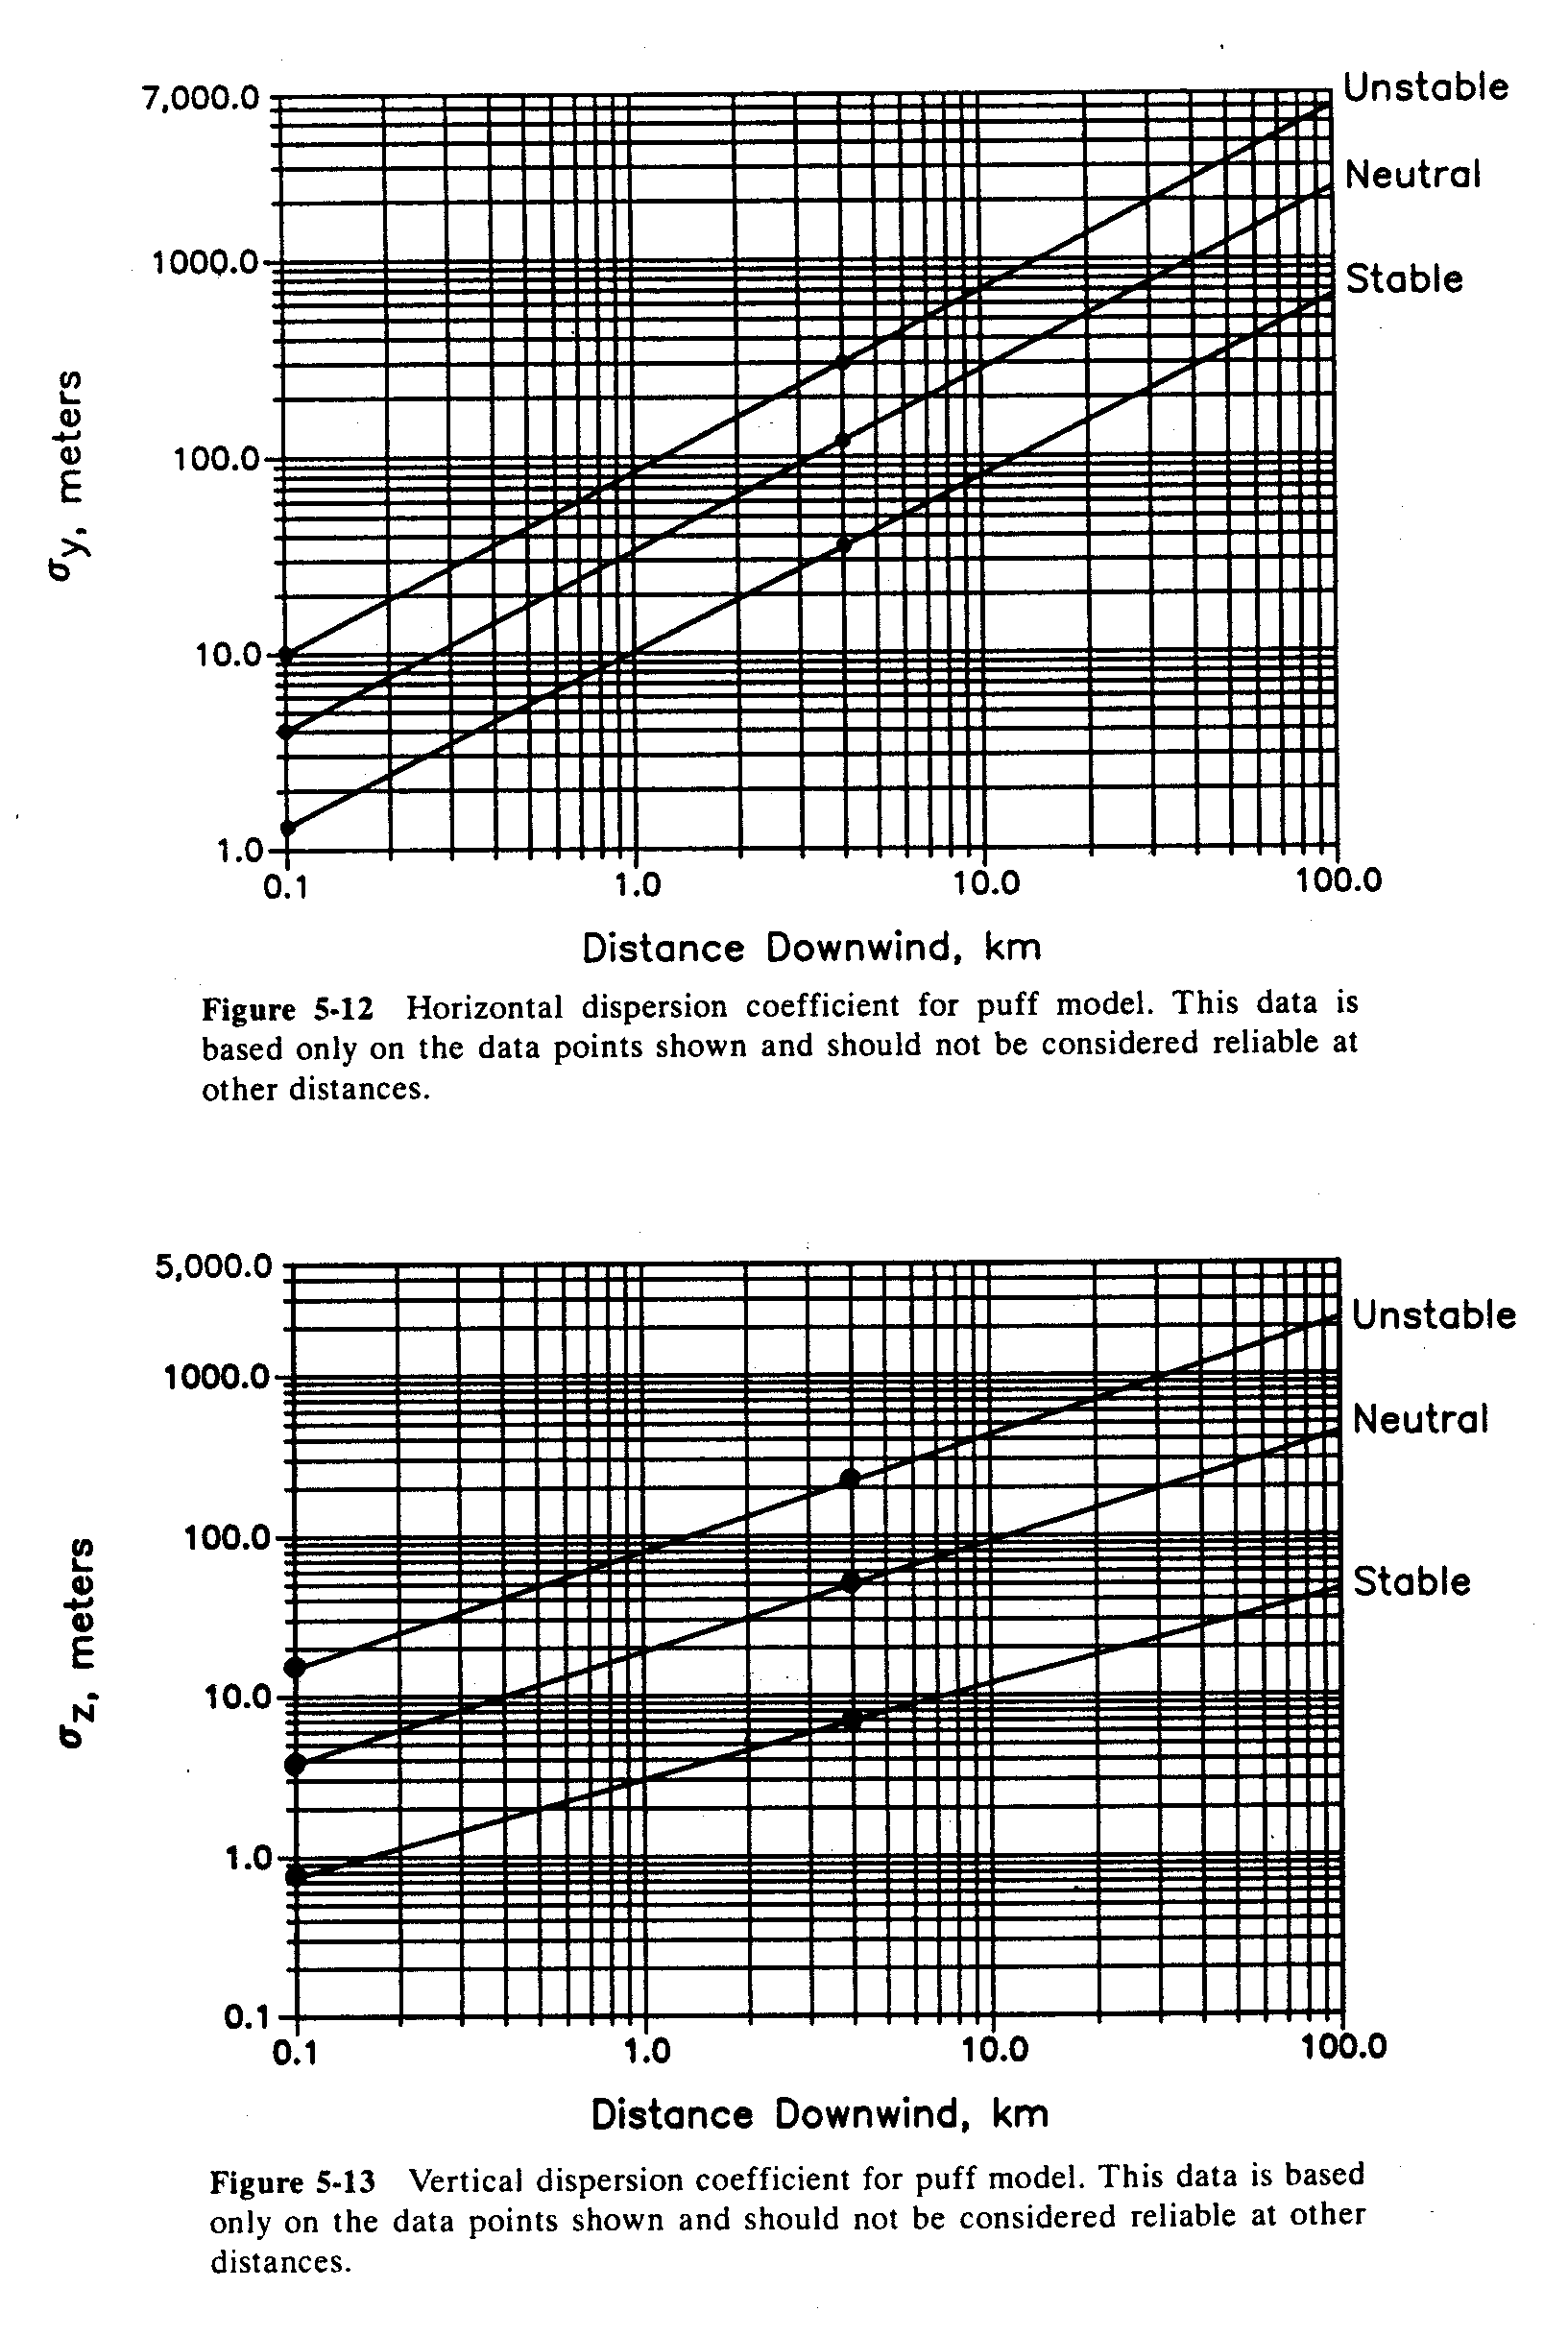 7,000.0
Unstable
Neutral
1000.0
Stable
100.0
σy, meters
10.0
1.0
0.1 1.0 10.0 100.0
Distance Downwind, km
Figure 5-12 Horizontal dispersion coefficient for puff model. This data is
based only on the data points shown and should not be considered reliable at
other distances.
5,000.0
Unstable
1000.0
Neutral
100.0
Stable
σz, meters
10.0
1.0
0.1
0.1 1.0 10.0 100.0
Distance Downwind, km
Figure 5-13 Vertical dispersion coefficient for puff model. This data is based
only on the data points shown and should not be considered reliable at other
distances.